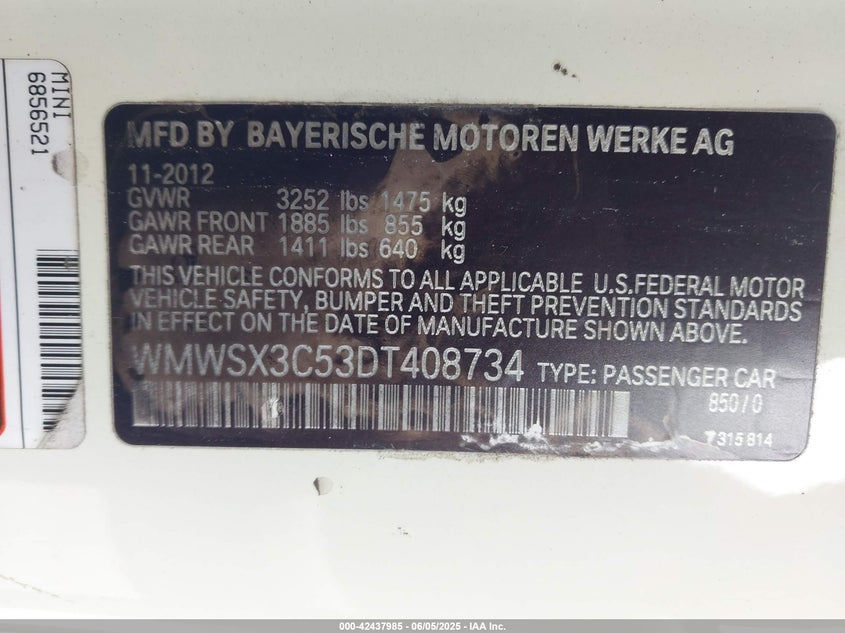 MINI
6856521
MFD BY BAYERISCHE MOTOREN WERKE AG
11-2012
GVWR 3252 lbs 1475 kg
GAWR FRONT 1885 lbs 855 kg
GAWR REAR 1411 lbs 640 kg
THIS VEHICLE CONFORMS TO ALL APPLICABLE U.S.FEDERAL MOTOR
VEHICLE-SAFETY, BUMPER AND THEFT PREVENTION STANDARDS
IN EFFECT ON THE DATE OF MANUFACTURE SHOWN ABOVE.
WMWSX3C53DT408734 TYPE: PASSENGER CAR
850/0
7315814
000-42437985 - 06/05/2025 - IAA Inc.